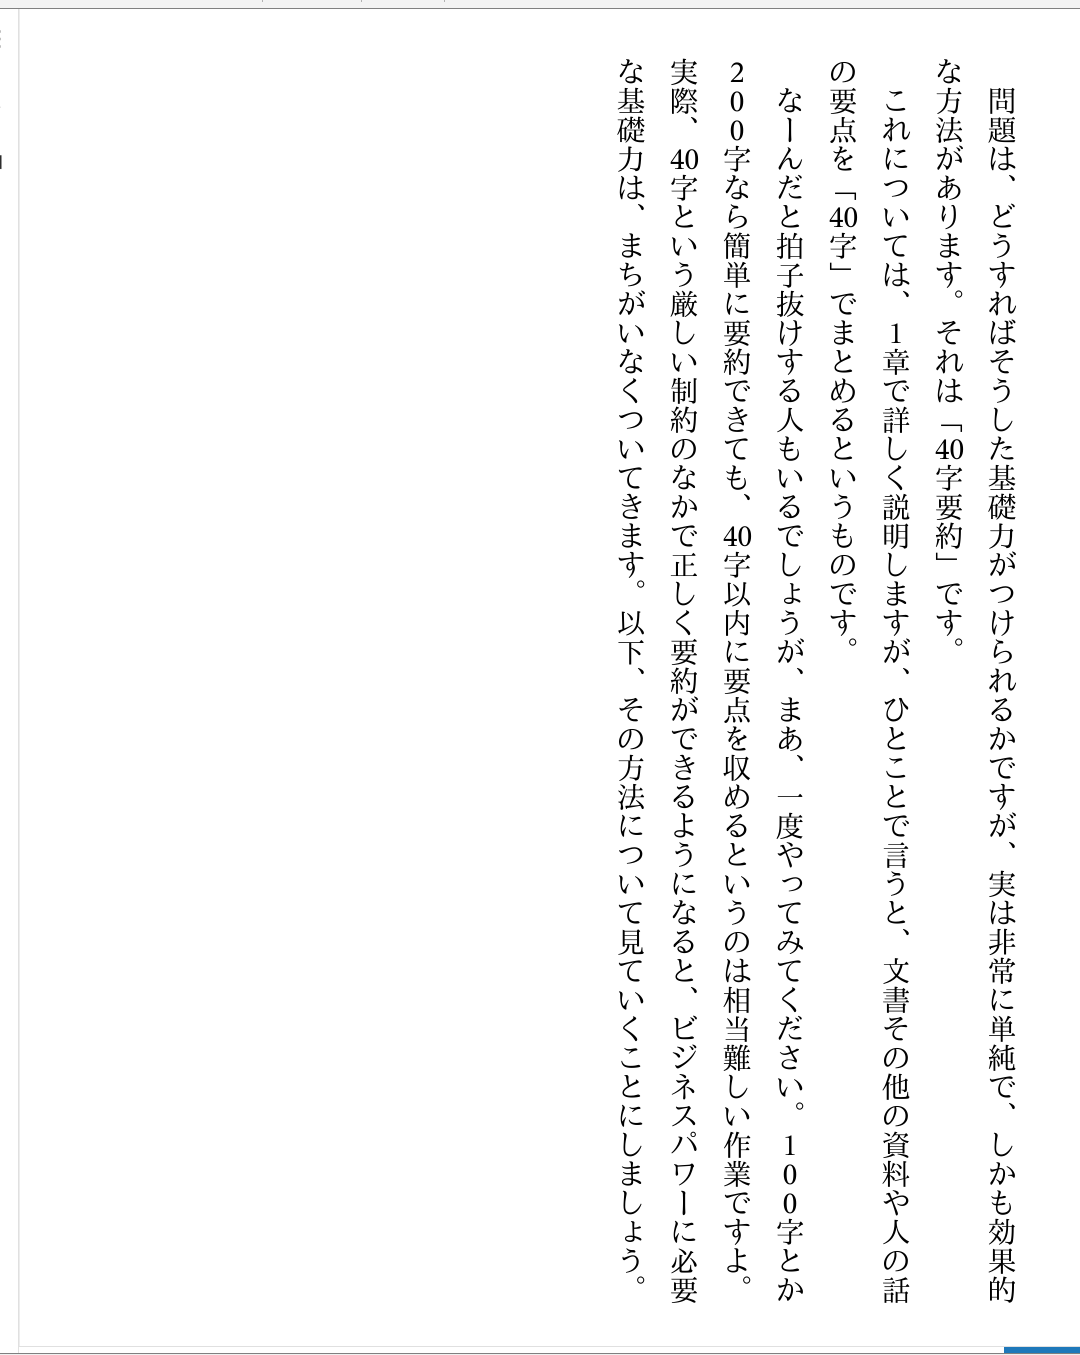 問題は、どうすればそうした基礎力がつけられるかですが、実は非常に単純で、しかも効果的
な方法があります。それは「40字要約」です。
　これについては、1章で詳しく説明しますが、ひとことで言うと、文書その他の資料や人の話
の要点を「40字」でまとめるというものです。
　なーんだと拍子抜けする人もいるでしょうが、まあ、一度やってみてください。100字とか
200字なら簡単に要約できても、40字以内に要点を収めるというのは相当難しい作業ですよ。
実際、40字という厳しい制約のなかで正しく要約ができるようになると、ビジネスパワーに必要
な基礎力は、まちがいなくついてきます。以下、その方法について見ていくことにしましょう。